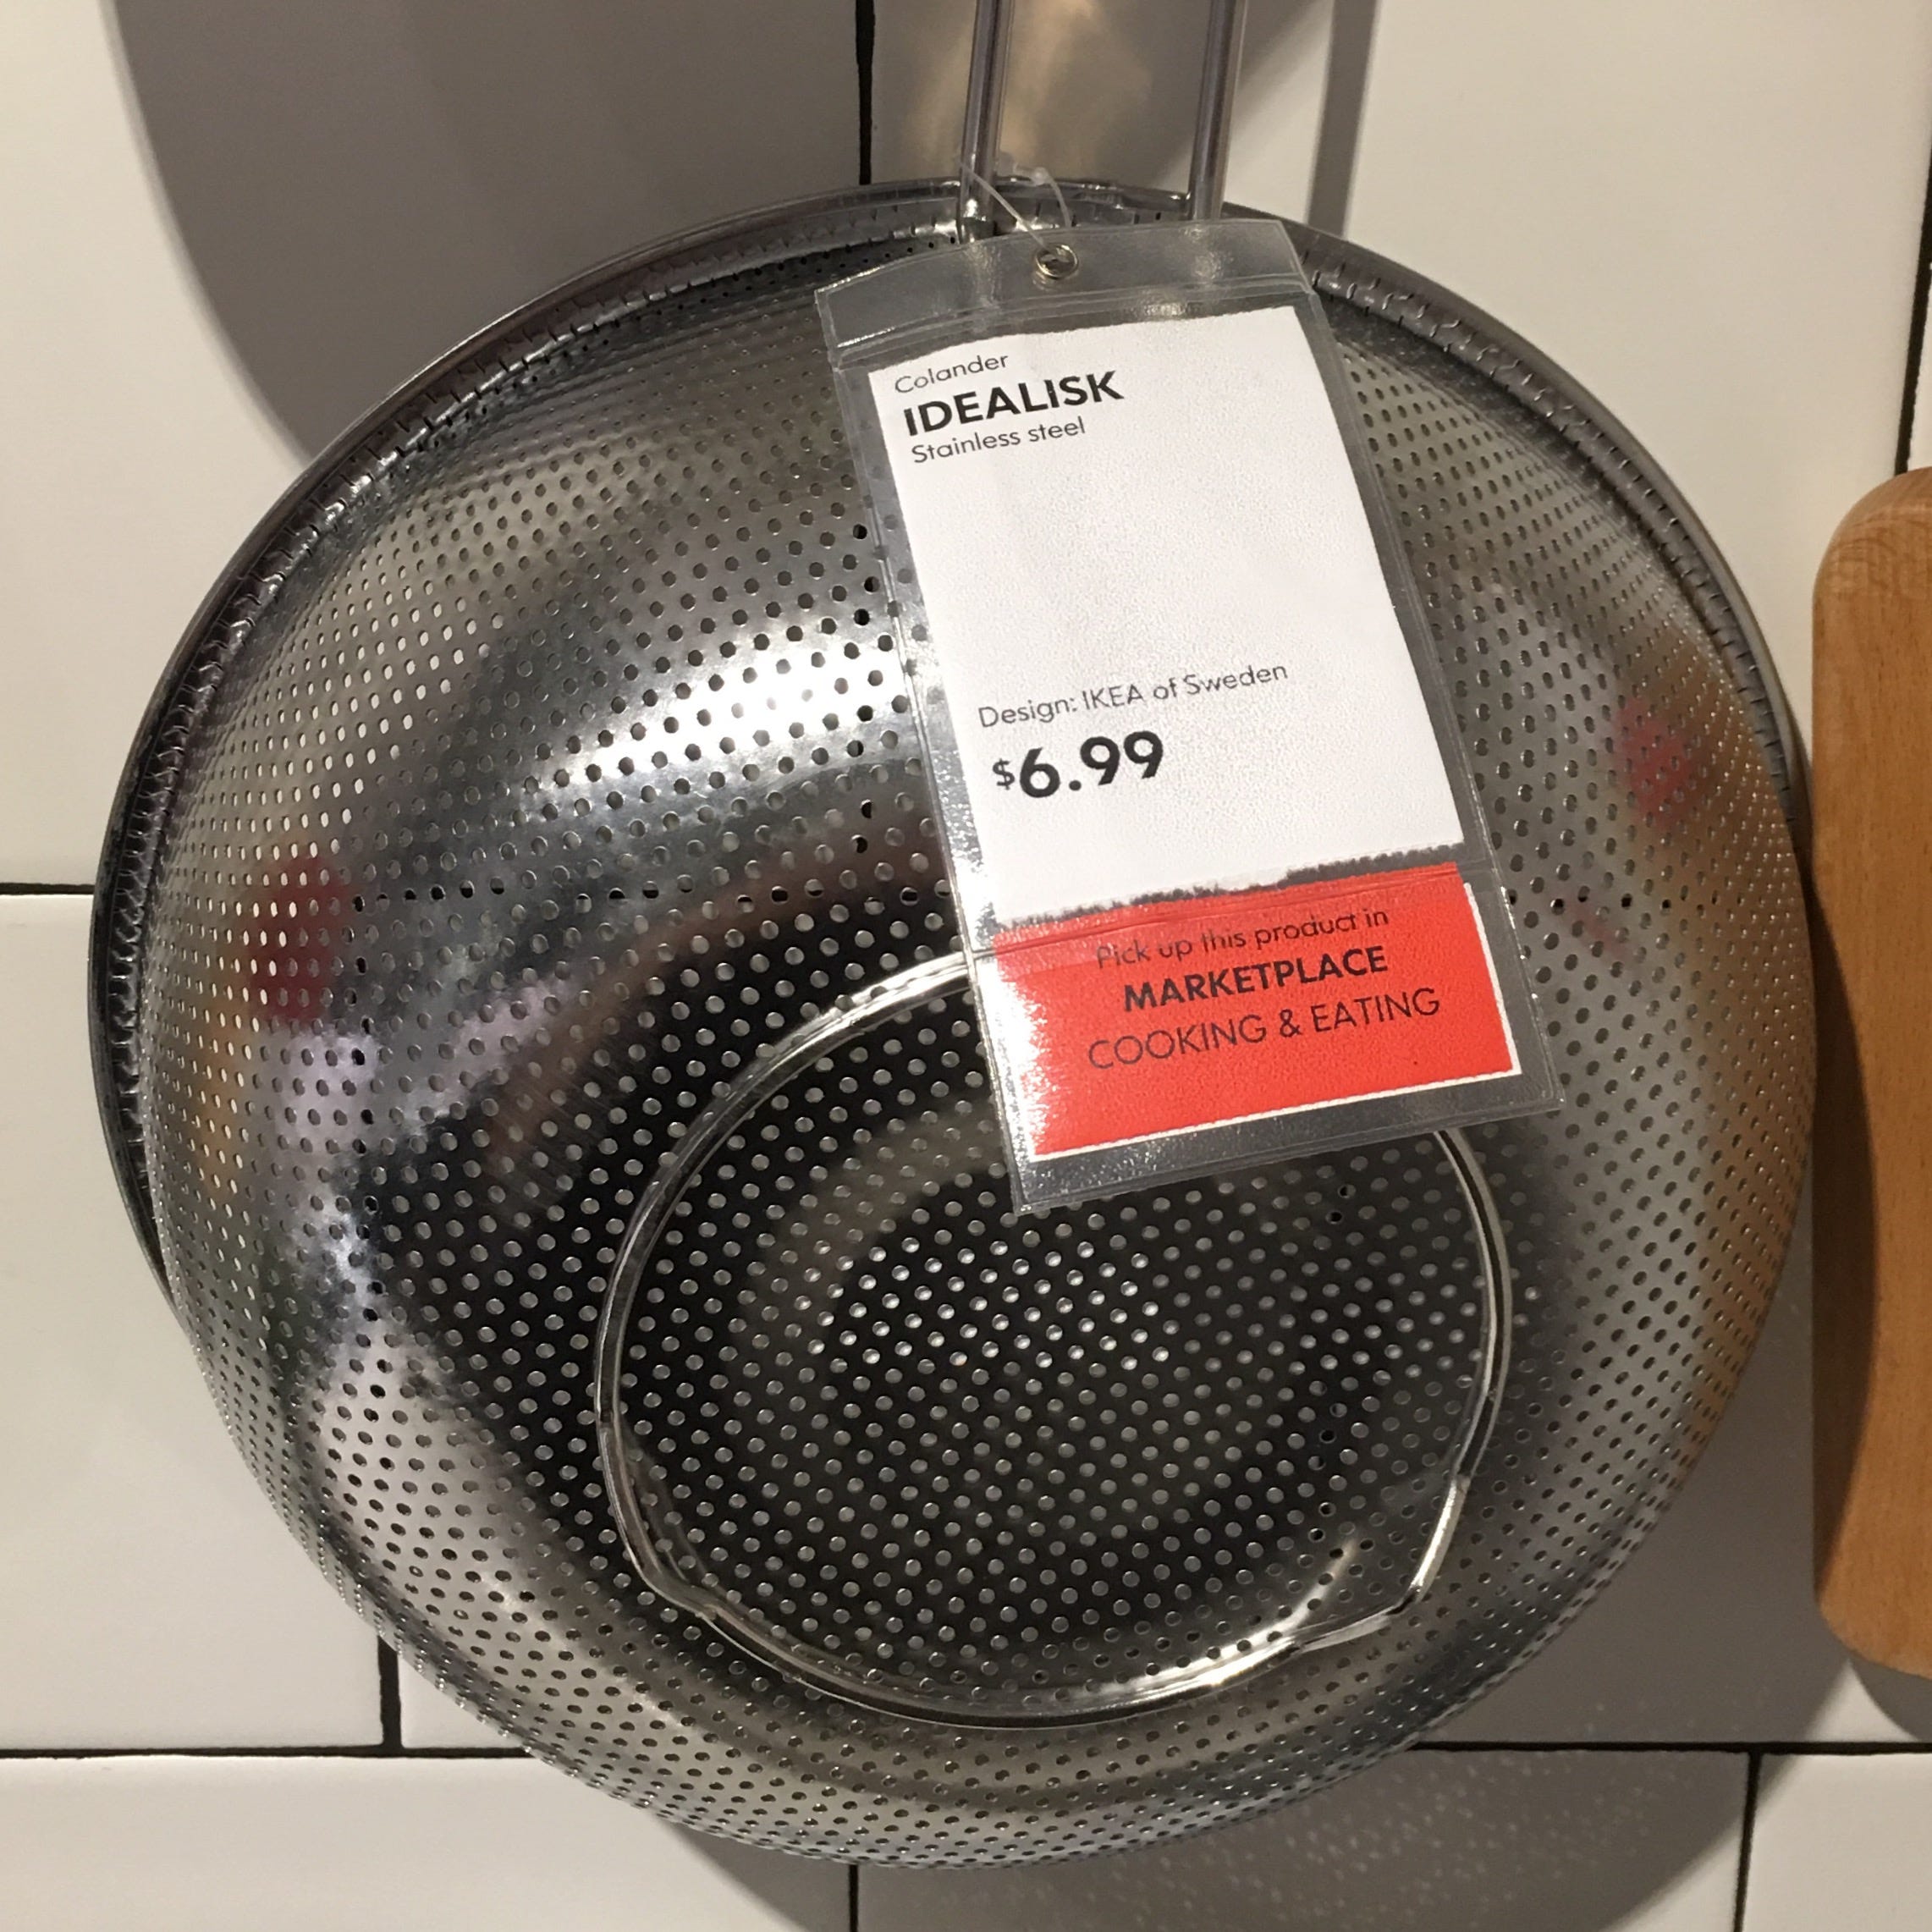 Colander
IDEALISK
Stainless steel
Design: IKEA of Sweden
$6.99
Pick up this product in
MARKETPLACE
COOKING & EATING